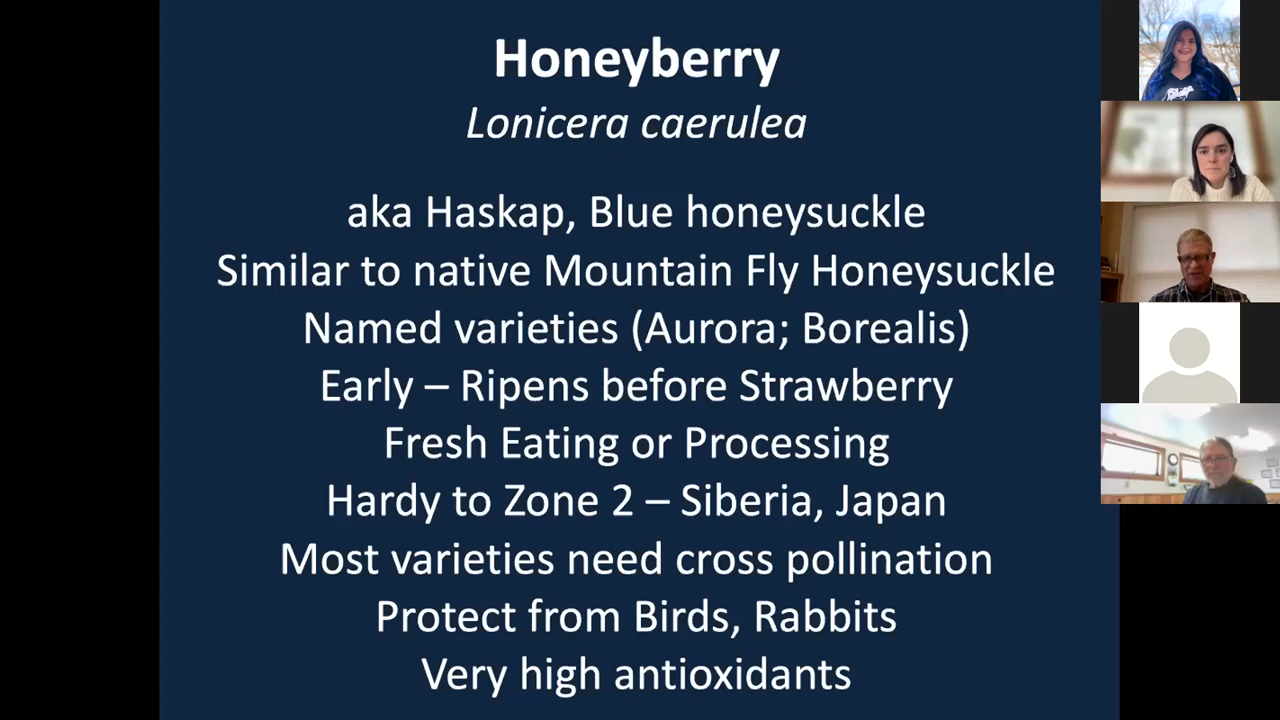 Honeyberry
Lonicera caerulea
aka Haskap, Blue honeysuckle
Similar to native Mountain Fly Honeysuckle
Named varieties (Aurora; Borealis)
Early – Ripens before Strawberry
Fresh Eating or Processing
Hardy to Zone 2 – Siberia, Japan
Most varieties need cross pollination
Protect from Birds, Rabbits
Very high antioxidants